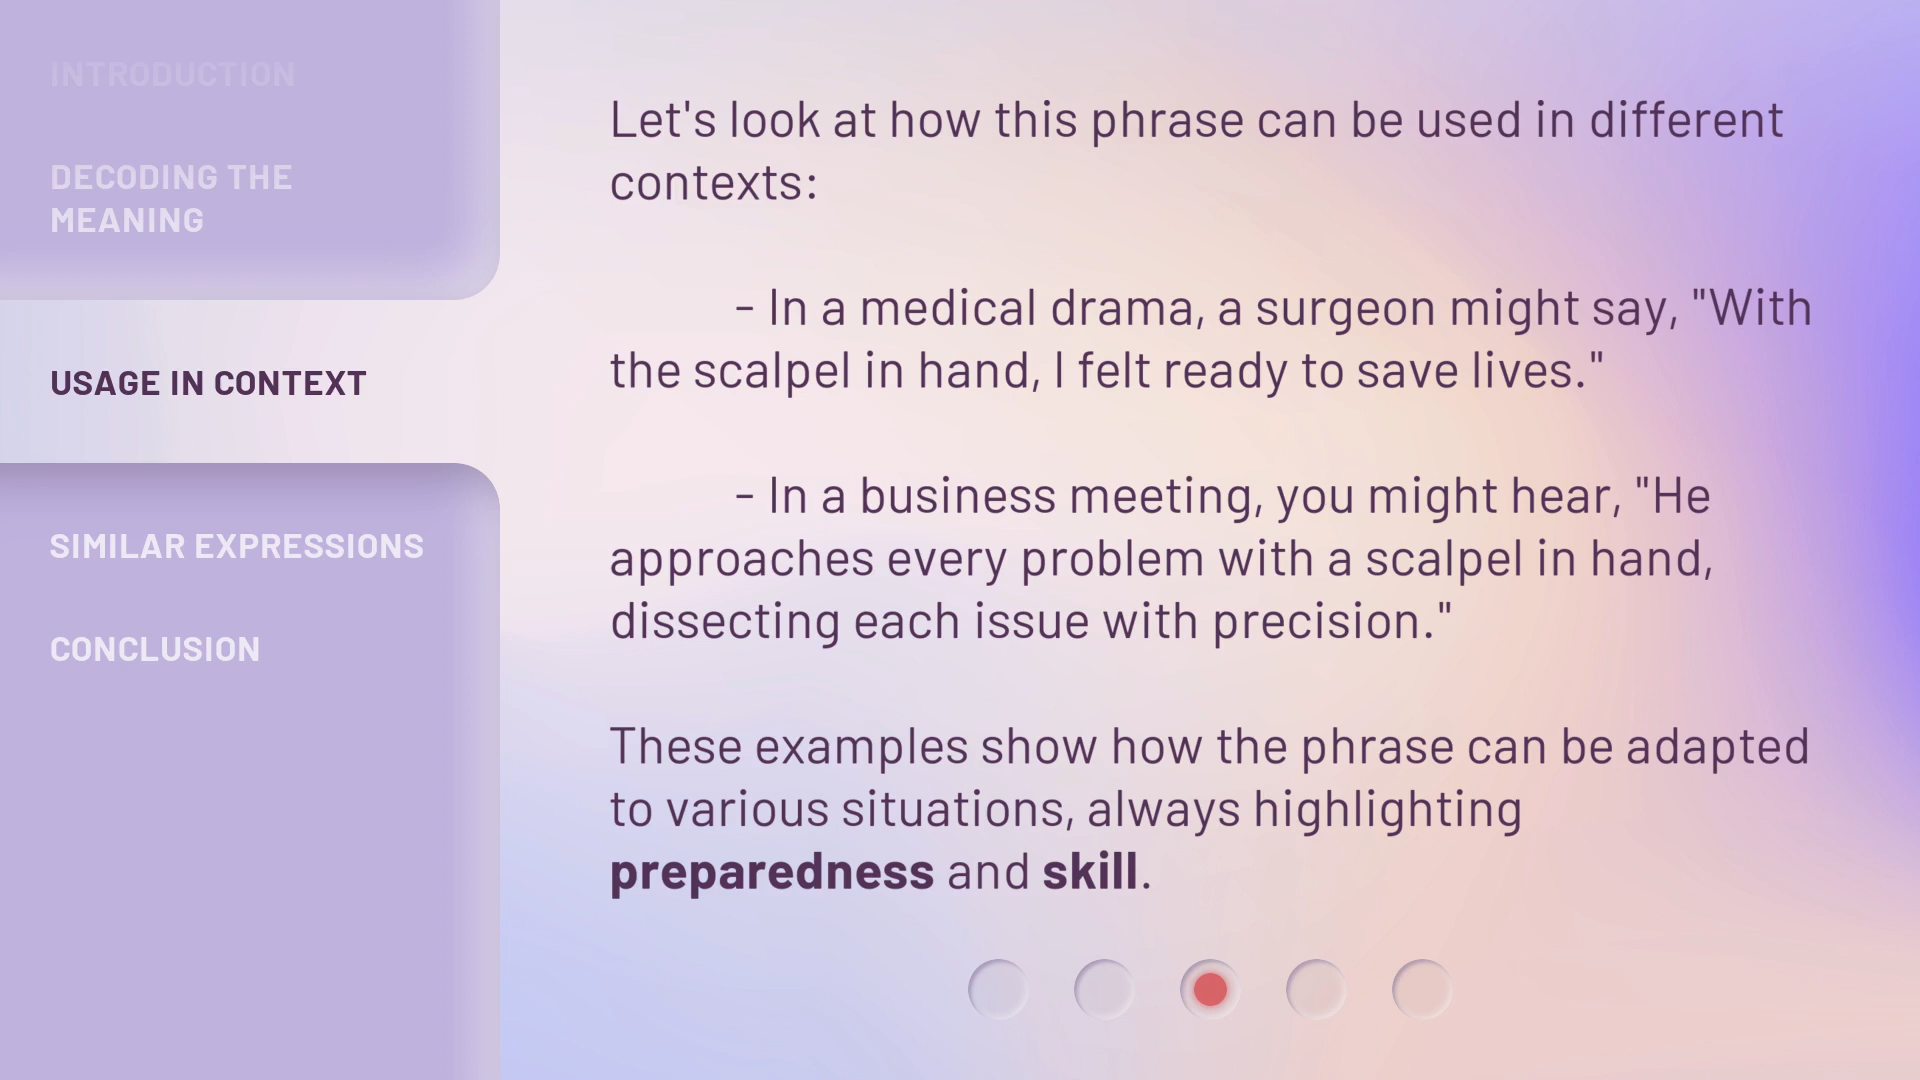 INTRODUCTION
DECODING THE
MEANING
USAGE IN CONTEXT
SIMILAR EXPRESSIONS
CONCLUSION
Let's look at how this phrase can be used in different
contexts:
- In a medical drama, a surgeon might say, "With
the scalpel in hand, I felt ready to save lives."
- In a business meeting, you might hear, "He
approaches every problem with a scalpel in hand,
dissecting each issue with precision."
These examples show how the phrase can be adapted
to various situations, always highlighting
preparedness and skill.